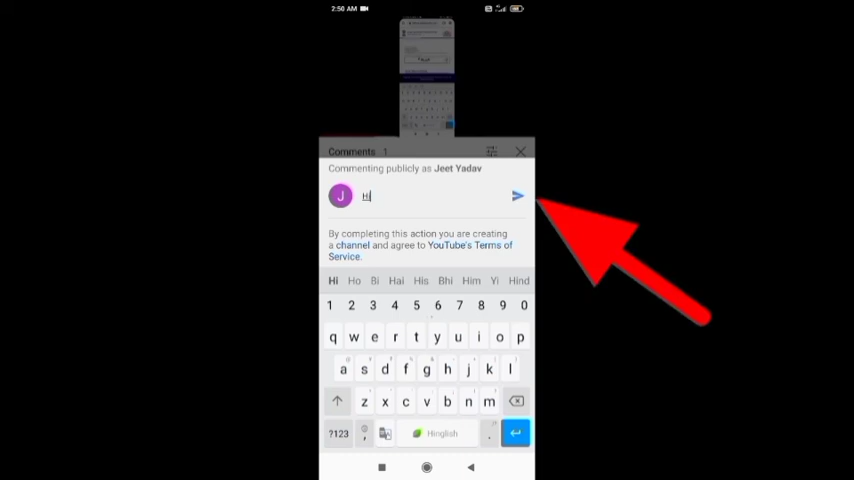 2:50 AM
Comments 1
Commenting publicly as Jeet Yadav
J
Hi
By completing this action you are creating
a channel and agree to YouTube's Terms of
Service.
Hi Ho Bi Hai His Bhi Him Yi Hind
1 2 3 4 5 6 7 8 9 0
q w e r t y u i o p
a s d f g h j k l
z x c v b n m
?123 , Hinglish .